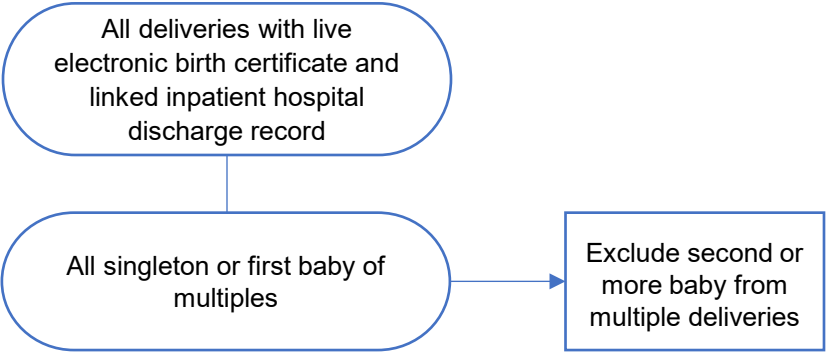 All deliveries with live
electronic birth certificate and
linked inpatient hospital
discharge record
All singleton or first baby of
multiples
Exclude second or
more baby from
multiple deliveries